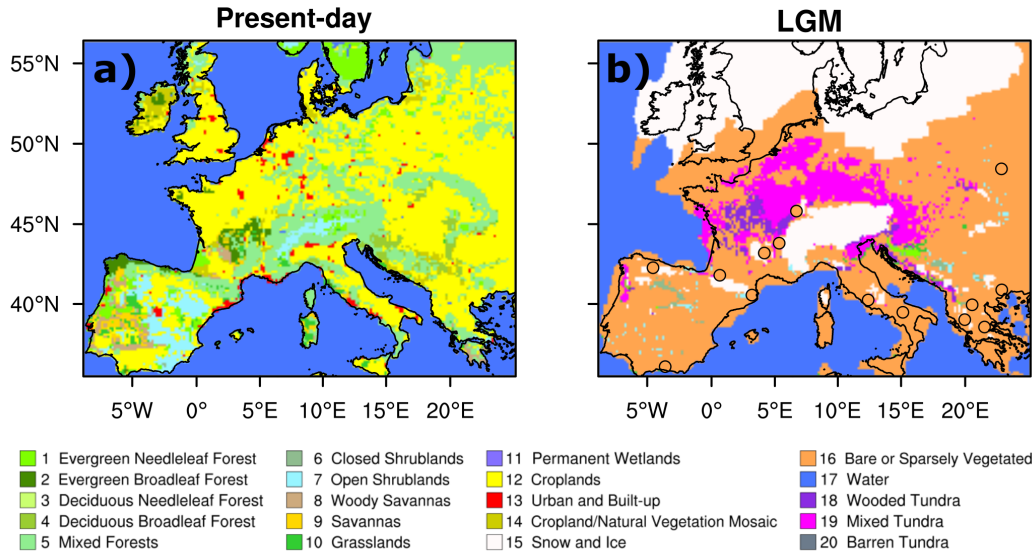 Present-day
LGM
a)
b)
55°N
50°N
45°N
40°N
5°W 0° 5°E 10°E 15°E 20°E
5°W 0° 5°E 10°E 15°E 20°E
1 Evergreen Needleleaf Forest
2 Evergreen Broadleaf Forest
3 Deciduous Needleleaf Forest
4 Deciduous Broadleaf Forest
5 Mixed Forests
6 Closed Shrublands
7 Open Shrublands
8 Woody Savannas
9 Savannas
10 Grasslands
11 Permanent Wetlands
12 Croplands
13 Urban and Built-up
14 Cropland/Natural Vegetation Mosaic
15 Snow and Ice
16 Bare or Sparsely Vegetated
17 Water
18 Wooded Tundra
19 Mixed Tundra
20 Barren Tundra